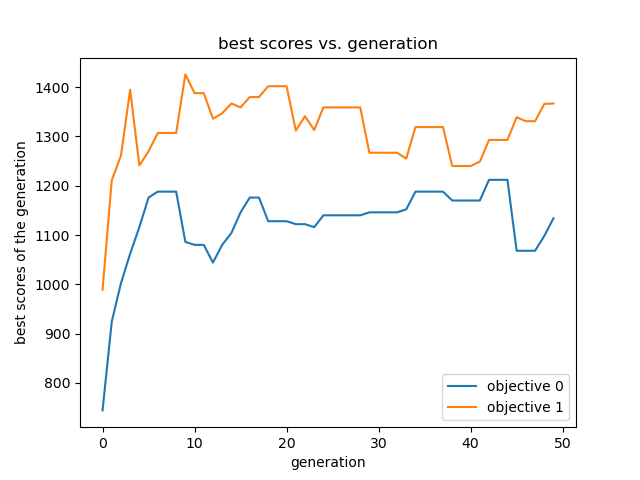 best scores vs. generation
best scores of the generation
1400
1300
1200
1100
1000
900
800
0 10 20 30 40 50
generation
objective 0
objective 1